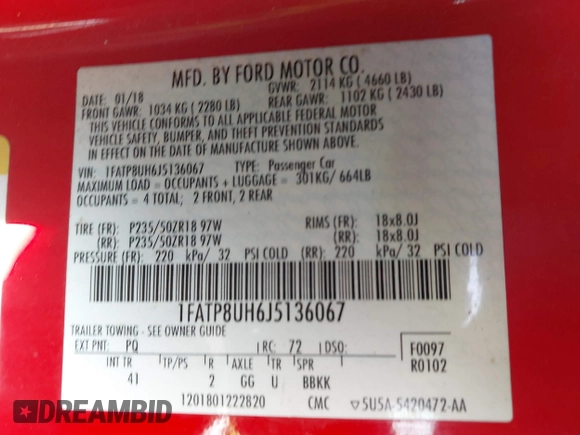 MFD. BY FORD MOTOR CO.
DATE: 01/18 GVWR: 2114 KG ( 4660 LB)
FRONT GAWR: 1034 KG ( 2280 LB) REAR GAWR: 1102 KG ( 2430 LB)
THIS VEHICLE CONFORMS TO ALL APPLICABLE FEDERAL MOTOR
VEHICLE SAFETY, BUMPER, AND THEFT PREVENTION STANDARDS
IN EFFECT ON THE DATE OF MANUFACTURE SHOWN ABOVE.
VIN: 1FATP8UH6J5136067 TYPE: Passenger Car
MAXIMUM LOAD = OCCUPANTS + LUGGAGE = 301KG/ 664LB
OCCUPANTS = 4 TOTAL; 2 FRONT, 2 REAR
TIRE (FR): P235/50ZR18 97W RIMS (FR): 18x8.0J
(RR): P235/50ZR18 97W (RR): 18x8.0J
PRESSURE (FR): 220 kPa/ 32 PSI COLD (RR): 220 kPa/ 32 PSI COLD
1FATP8UH6J5136067
TRAILER TOWING - SEE OWNER GUIDE
EXT PNT: PQ RC: 72 DSO: F0097
R0102
INT TR TP/PS R AXLE TR SPR
41 2 GG U BBKK
1201801222820 CMC ▽5U5A-5420472-AA
DREAMBID